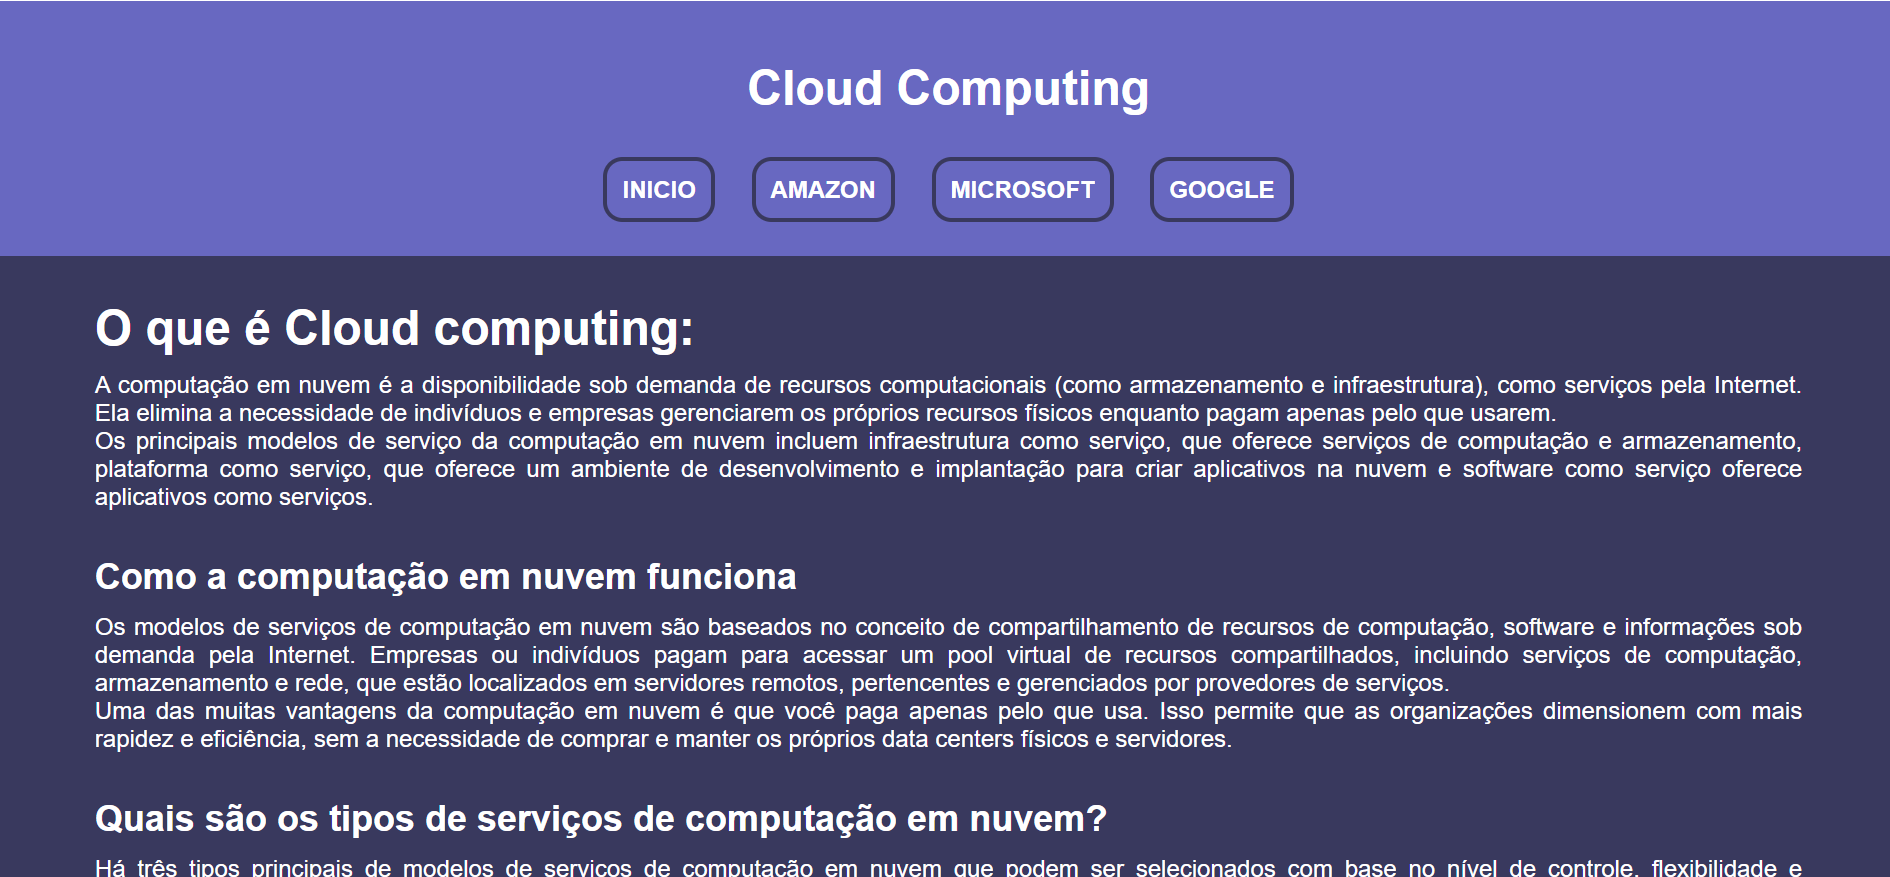 Cloud Computing
INICIO
AMAZON
MICROSOFT
GOOGLE
O que é Cloud computing:
A computação em nuvem é a disponibilidade sob demanda de recursos computacionais (como armazenamento e infraestrutura), como serviços pela Internet.
Ela elimina a necessidade de indivíduos e empresas gerenciarem os próprios recursos físicos enquanto pagam apenas pelo que usarem.
Os principais modelos de serviço da computação em nuvem incluem infraestrutura como serviço, que oferece serviços de computação e armazenamento,
plataforma como serviço, que oferece um ambiente de desenvolvimento e implantação para criar aplicativos na nuvem e software como serviço oferece
aplicativos como serviços.
Como a computação em nuvem funciona
Os modelos de serviços de computação em nuvem são baseados no conceito de compartilhamento de recursos de computação, software e informações sob
demanda pela Internet. Empresas ou indivíduos pagam para acessar um pool virtual de recursos compartilhados, incluindo serviços de computação,
armazenamento e rede, que estão localizados em servidores remotos, pertencentes e gerenciados por provedores de serviços.
Uma das muitas vantagens da computação em nuvem é que você paga apenas pelo que usa. Isso permite que as organizações dimensionem com mais
rapidez e eficiência, sem a necessidade de comprar e manter os próprios data centers físicos e servidores.
Quais são os tipos de serviços de computação em nuvem?
Há três tipos principais de modelos de serviços de computação em nuvem que podem ser selecionados com base no nível de controle, flexibilidade e